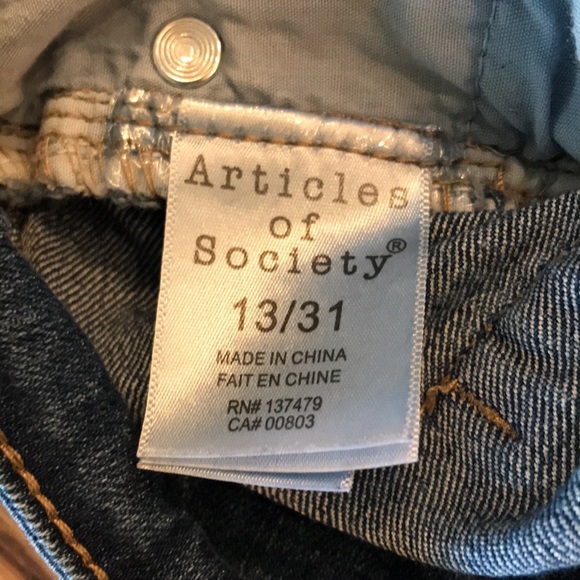 Articles
of
Society®
13/31
MADE IN CHINA
FAIT EN CHINE
RN# 137479
CA# 00803